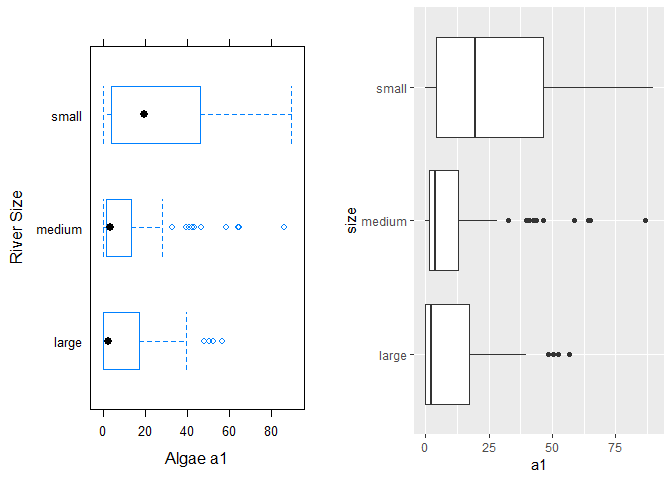 River Size
small
medium
large
0 20 40 60 80
Algae a1
size
small
medium
large
0 25 50 75
a1